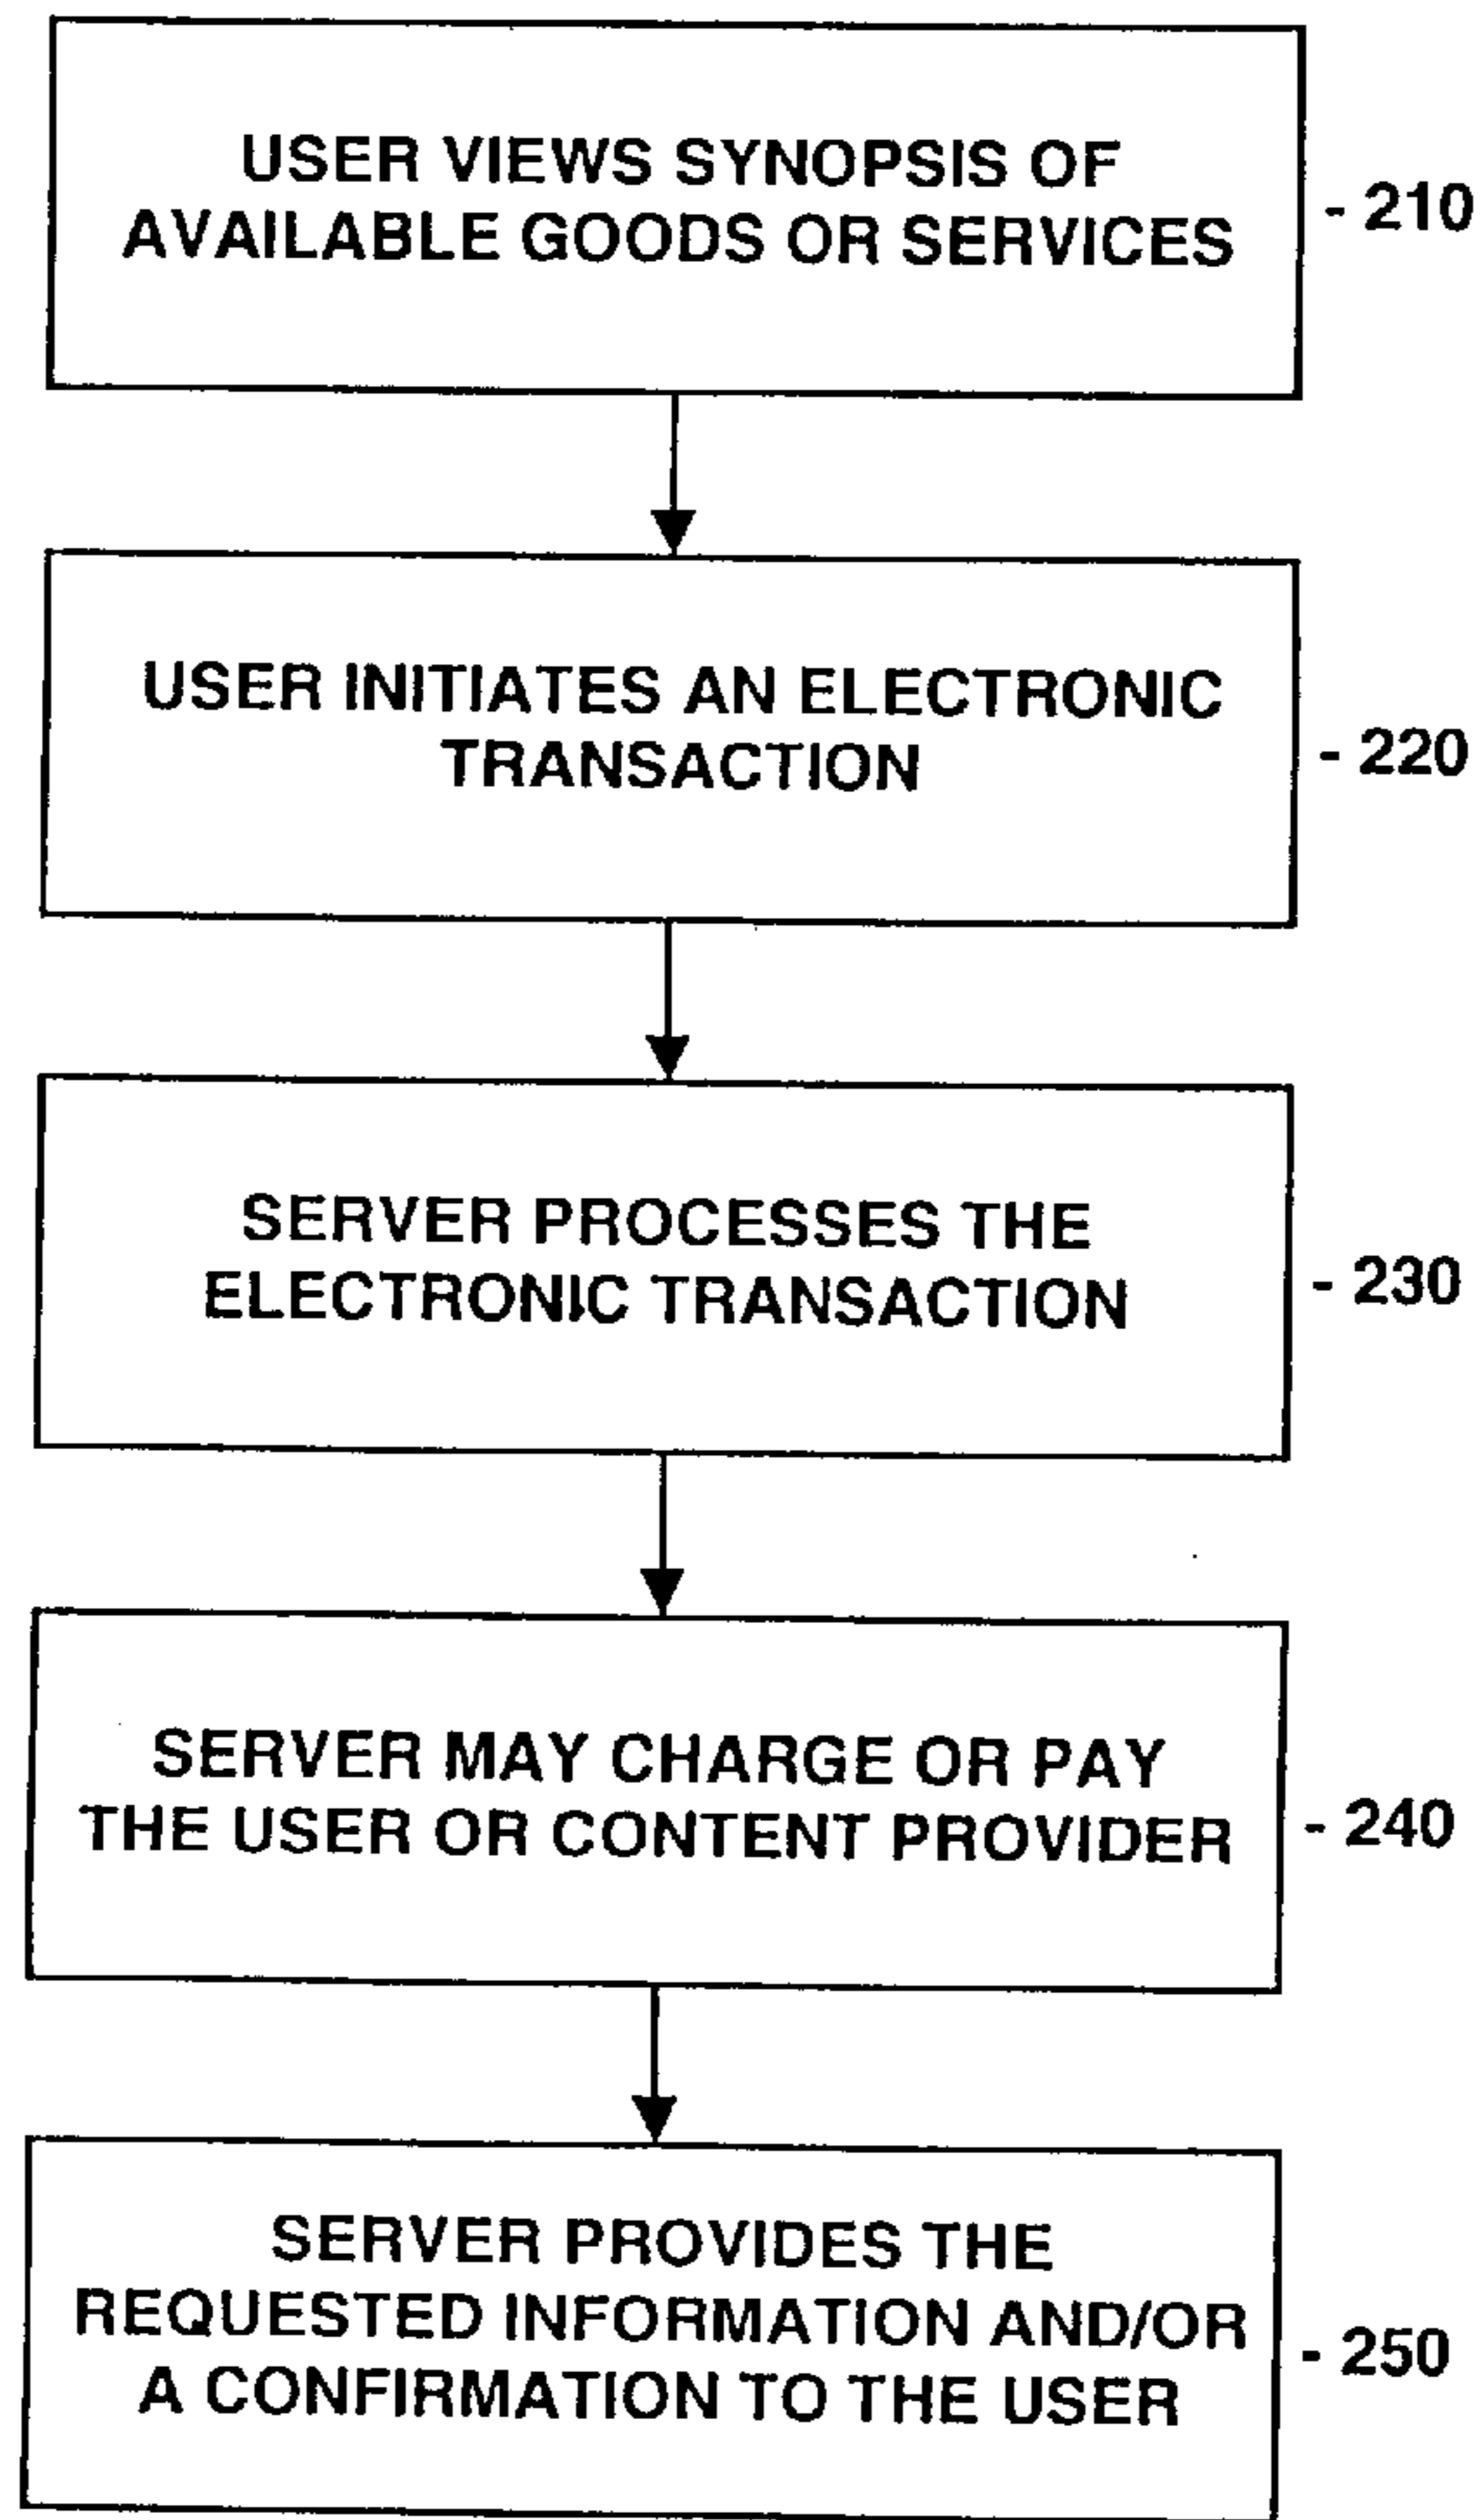 USER VIEWS SYNOPSIS OF
AVAILABLE GOODS OR SERVICES
- 210
USER INITIATES AN ELECTRONIC
TRANSACTION
- 220
SERVER PROCESSES THE
ELECTRONIC TRANSACTION
- 230
SERVER MAY CHARGE OR PAY
THE USER OR CONTENT PROVIDER
- 240
SERVER PROVIDES THE
REQUESTED INFORMATION AND/OR
A CONFIRMATION TO THE USER
- 250